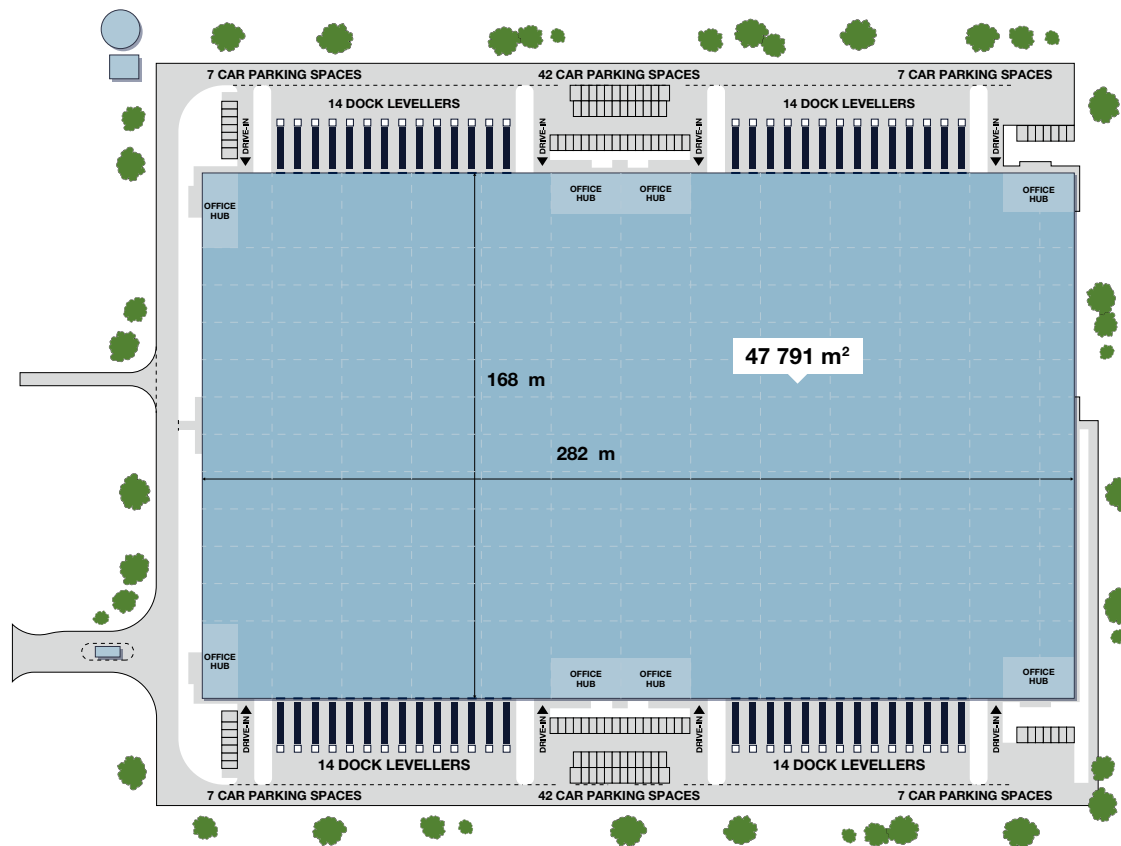 7 CAR PARKING SPACES
42 CAR PARKING SPACES
7 CAR PARKING SPACES
14 DOCK LEVELLERS
14 DOCK LEVELLERS
DRIVE-IN
DRIVE-IN
DRIVE-IN
DRIVE-IN
OFFICE
HUB
OFFICE
HUB
OFFICE
HUB
OFFICE
HUB
47 791 m²
168 m
282 m
OFFICE
HUB
OFFICE
HUB
OFFICE
HUB
OFFICE
HUB
DRIVE-IN
DRIVE-IN
DRIVE-IN
DRIVE-IN
14 DOCK LEVELLERS
14 DOCK LEVELLERS
7 CAR PARKING SPACES
42 CAR PARKING SPACES
7 CAR PARKING SPACES